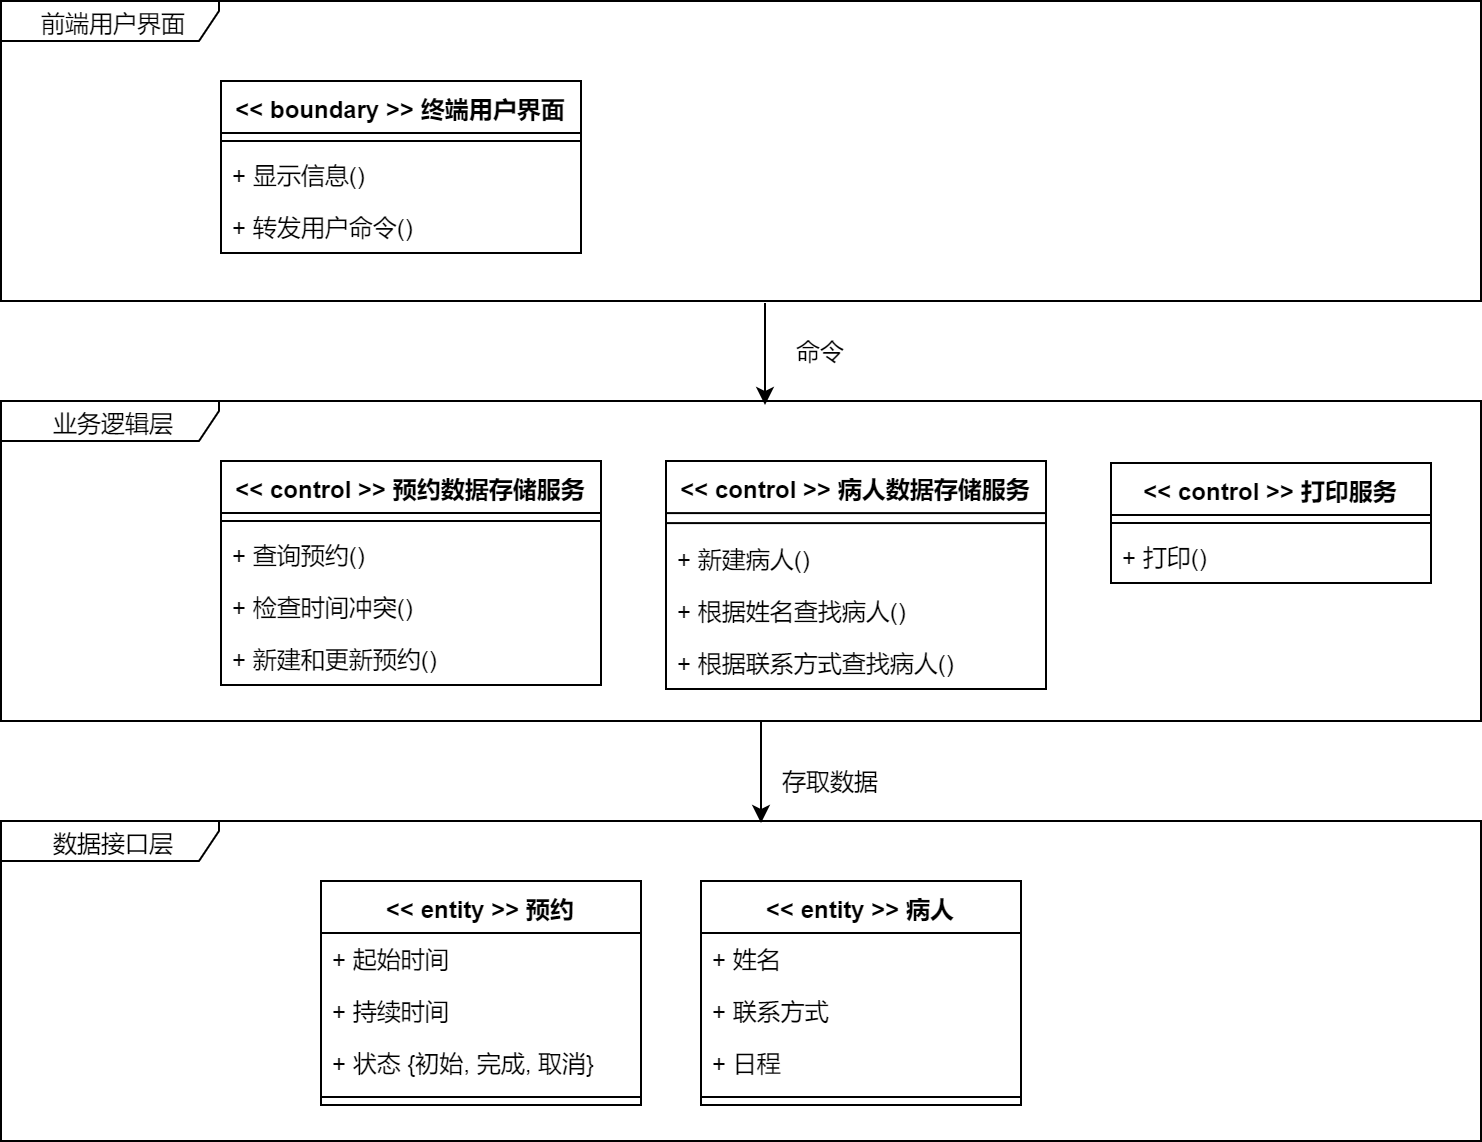 前端用户界面
<< boundary >> 终端用户界面
+ 显示信息()
+ 转发用户命令()
命令
业务逻辑层
<< control >> 预约数据存储服务
+ 查询预约()
+ 检查时间冲突()
+ 新建和更新预约()
<< control >> 病人数据存储服务
+ 新建病人()
+ 根据姓名查找病人()
+ 根据联系方式查找病人()
<< control >> 打印服务
+ 打印()
存取数据
数据接口层
<< entity >> 预约
+ 起始时间
+ 持续时间
+ 状态 {初始, 完成, 取消}
<< entity >> 病人
+ 姓名
+ 联系方式
+ 日程